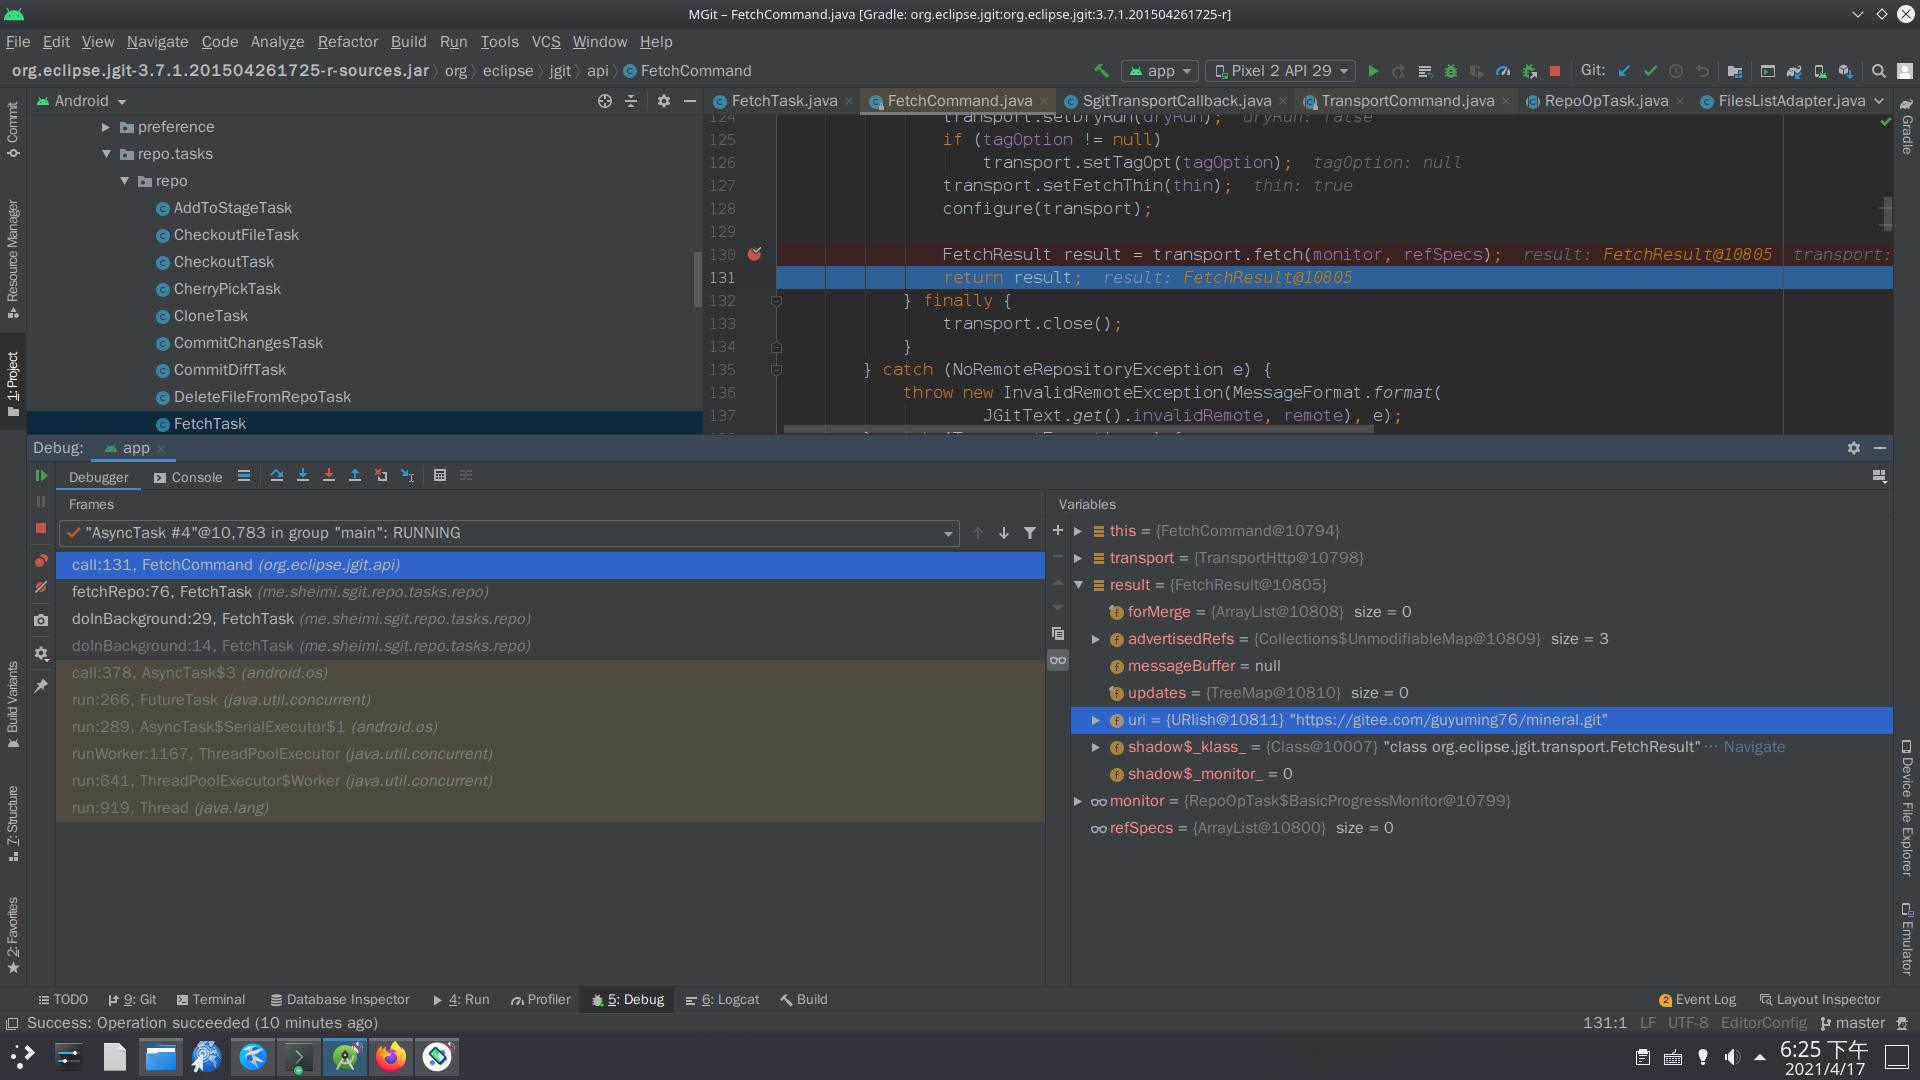 MGit – FetchCommand.java [Gradle: org.eclipse.jgit:org.eclipse.jgit:3.7.1.201504261725-r]
File Edit View Navigate Code Analyze Refactor Build Run Tools VCS Window Help
org.eclipse.jgit-3.7.1.201504261725-r-sources.jar org eclipse jgit api FetchCommand
app Pixel 2 API 29 Git:
Android
FetchTask.java FetchCommand.java SgitTransportCallback.java TransportCommand.java RepoOpTask.java FilesListAdapter.java
Commit
Resource Manager
1: Project
Build Variants
7: Structure
2: Favorites
preference
repo.tasks
repo
AddToStageTask
CheckoutFileTask
CheckoutTask
CherryPickTask
CloneTask
CommitChangesTask
CommitDiffTask
DeleteFileFromRepoTask
FetchTask
124 transport.setDryRun(dryRun); dryRun: false
125 if (tagOption != null)
126 transport.setTagOpt(tagOption); tagOption: null
127 transport.setFetchThin(thin); thin: true
128 configure(transport);
129
130 FetchResult result = transport.fetch(monitor, refSpecs); result: FetchResult@10805 transport:
131 return result; result: FetchResult@10805
132 } finally {
133 transport.close();
134 }
135 } catch (NoRemoteRepositoryException e) {
136 throw new InvalidRemoteException(MessageFormat.format(
137 JGitText.get().invalidRemote, remote), e);
Gradle
Device File Explorer
Emulator
Debug: app
Debugger Console
Frames
"AsyncTask #4"@10,783 in group "main": RUNNING
call:131, FetchCommand (org.eclipse.jgit.api)
fetchRepo:76, FetchTask (me.sheimi.sgit.repo.tasks.repo)
doInBackground:29, FetchTask (me.sheimi.sgit.repo.tasks.repo)
doInBackground:14, FetchTask (me.sheimi.sgit.repo.tasks.repo)
call:378, AsyncTask$3 (android.os)
run:266, FutureTask (java.util.concurrent)
run:289, AsyncTask$SerialExecutor$1 (android.os)
runWorker:1167, ThreadPoolExecutor (java.util.concurrent)
run:641, ThreadPoolExecutor$Worker (java.util.concurrent)
run:919, Thread (java.lang)
Variables
this = {FetchCommand@10794}
transport = {TransportHttp@10798}
result = {FetchResult@10805}
forMerge = {ArrayList@10808} size = 0
advertisedRefs = {Collections$UnmodifiableMap@10809} size = 3
messageBuffer = null
updates = {TreeMap@10810} size = 0
uri = {URIish@10811} "https://gitee.com/guyuming76/mineral.git"
shadow$_klass_ = {Class@10007} "class org.eclipse.jgit.transport.FetchResult" ... Navigate
shadow$_monitor_ = 0
monitor = {RepoOpTask$BasicProgressMonitor@10799}
refSpecs = {ArrayList@10800} size = 0
TODO 9: Git Terminal Database Inspector 4: Run Profiler 5: Debug 6: Logcat Build 2 Event Log Layout Inspector
Success: Operation succeeded (10 minutes ago) 131:1 LF UTF-8 EditorConfig master
6:25 下午
2021/4/17